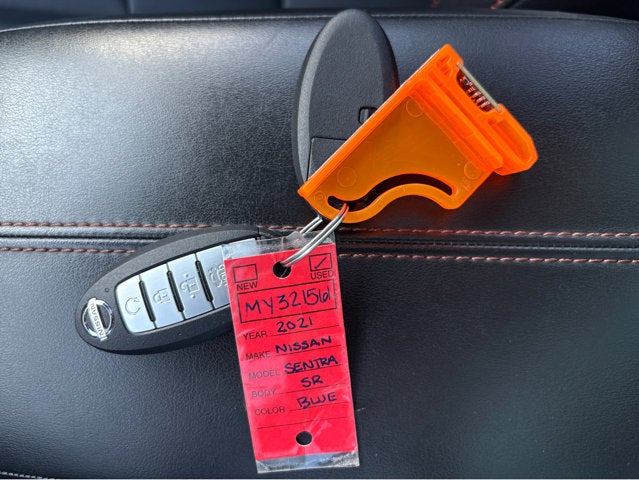 NEW USED
MY32156
YEAR 2021
MAKE NISSAN
MODEL SENTRA
BODY SR
COLOR BLUE
NISSAN